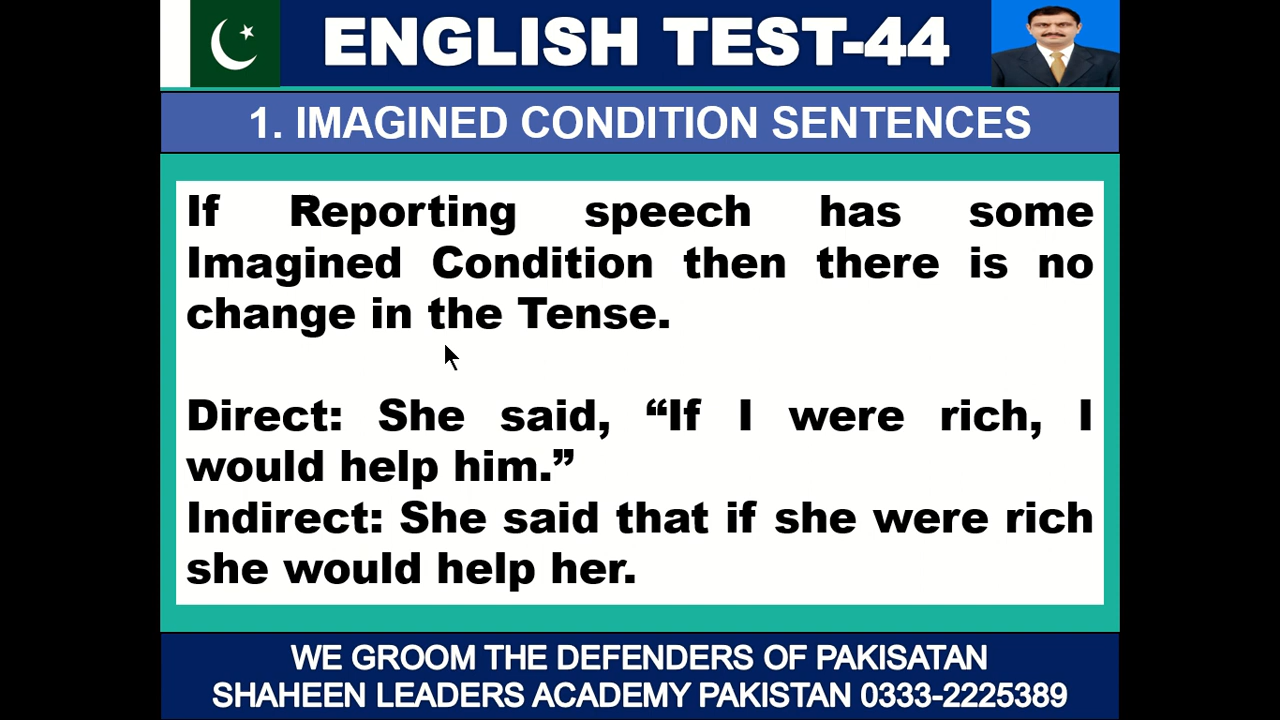 ENGLISH TEST-44
1. IMAGINED CONDITION SENTENCES
If Reporting speech has some
Imagined Condition then there is no
change in the Tense.
Direct: She said, “If I were rich, I
would help him.”
Indirect: She said that if she were rich
she would help her.
WE GROOM THE DEFENDERS OF PAKISATAN
SHAHEEN LEADERS ACADEMY PAKISTAN 0333-2225389